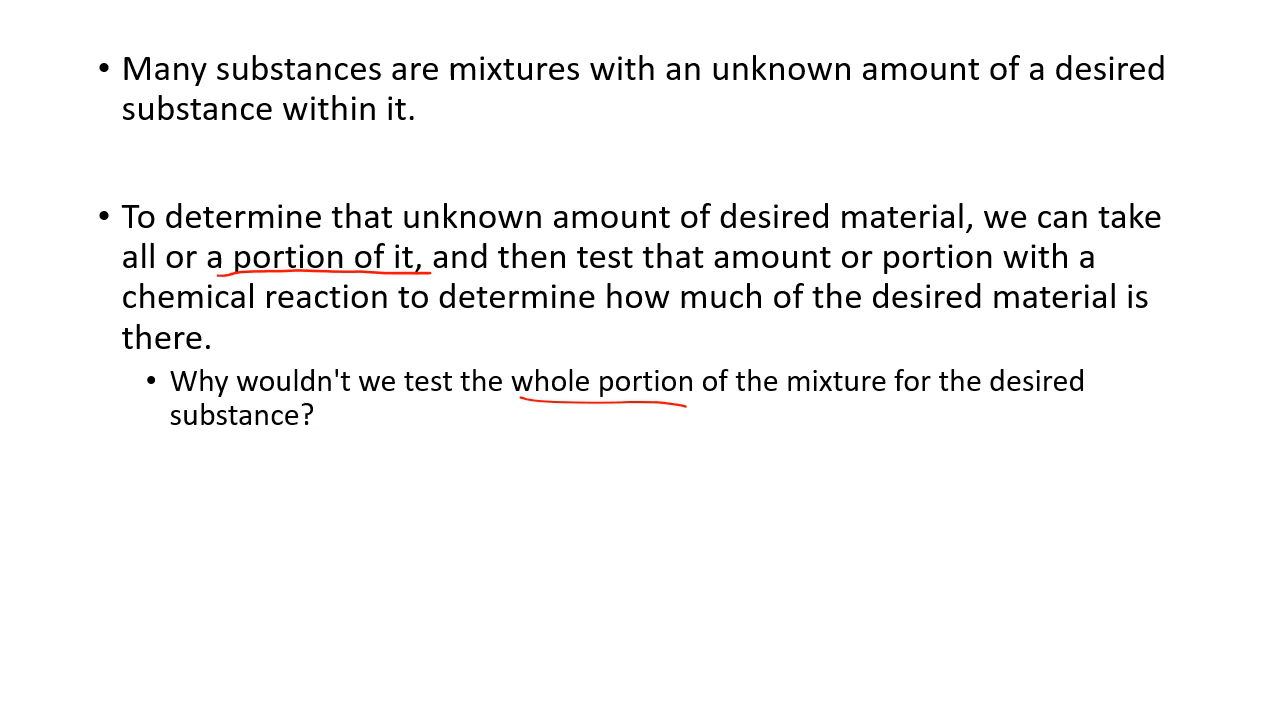 • Many substances are mixtures with an unknown amount of a desired
substance within it.
• To determine that unknown amount of desired material, we can take
all or a portion of it, and then test that amount or portion with a
chemical reaction to determine how much of the desired material is
there.
• Why wouldn't we test the whole portion of the mixture for the desired
substance?